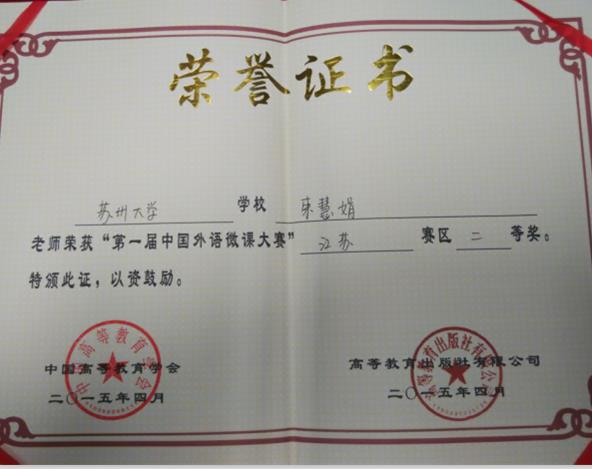 荣誉证书
苏州大学 学校 朱慧娟
老师荣获“第一届中国外语微课大赛” 江苏 赛区 二 等奖。
特颁此证，以资鼓励。
中国高等教育学会 高等教育出版社有限公司
二〇一五年四月 二〇一五年四月